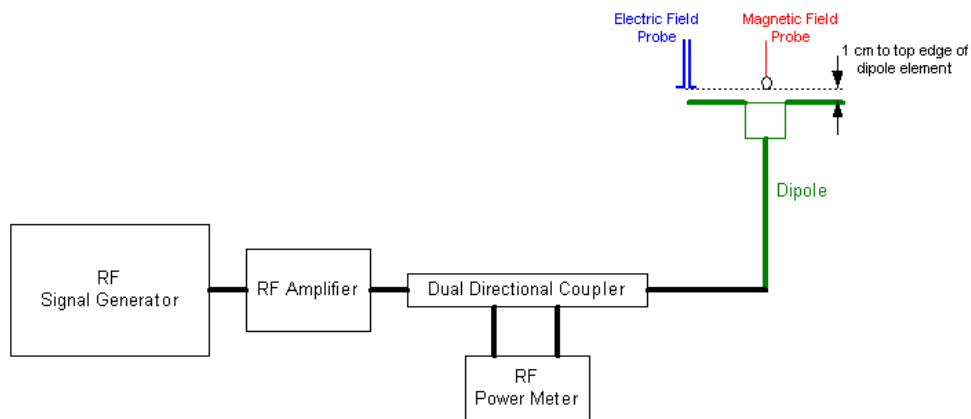 Electric Field
Probe
Magnetic Field
Probe
1 cm to top edge of
dipole element
Dipole
RF
Signal Generator
RF Amplifier
Dual Directional Coupler
RF
Power Meter